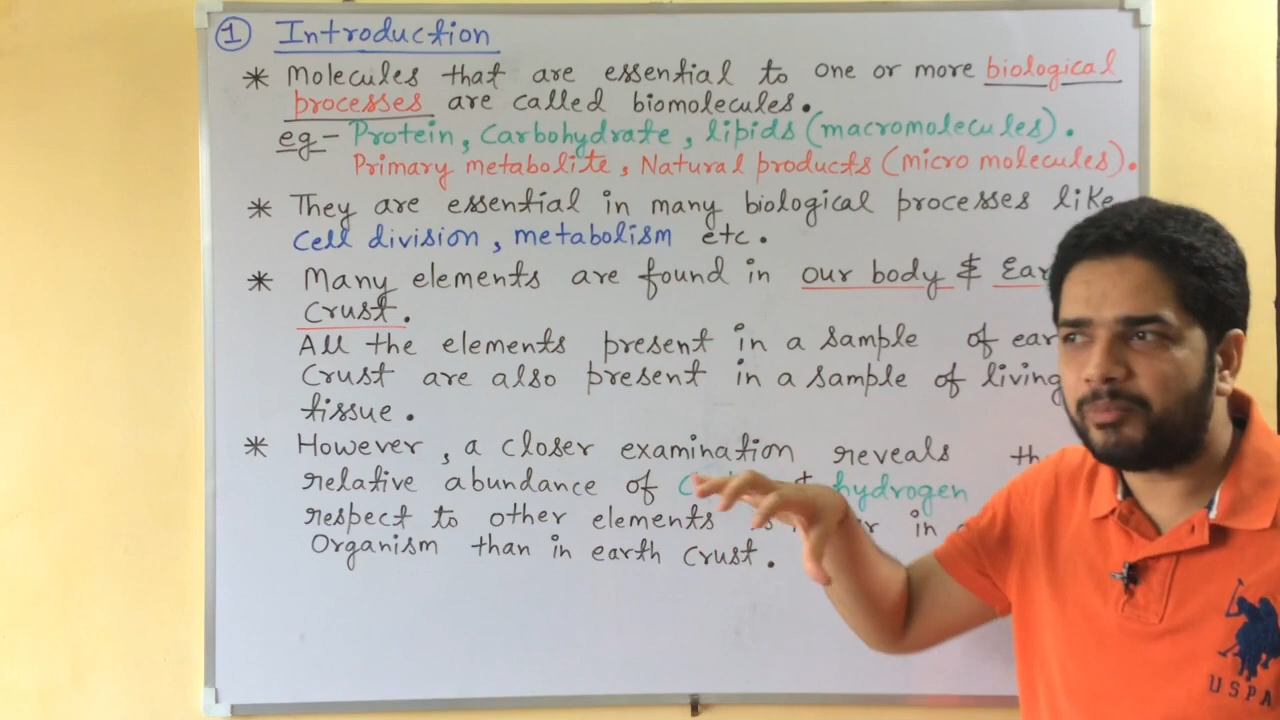 1 Introduction
* Molecules that are essential to one or more biological
processes are called biomolecules.
eg- Protein, Carbohydrate, lipids (macromolecules).
Primary metabolite, Natural products (micro molecules).
* They are essential in many biological processes like
Cell division, metabolism etc.
* Many elements are found in our body &
Crust.
All the elements present in a sample of
Crust are also present in a sample of living
tissue.
* However, a closer examination reveals
relative abundance of hydrogen
respect to other elements in
Organism than in earth crust.
USPA